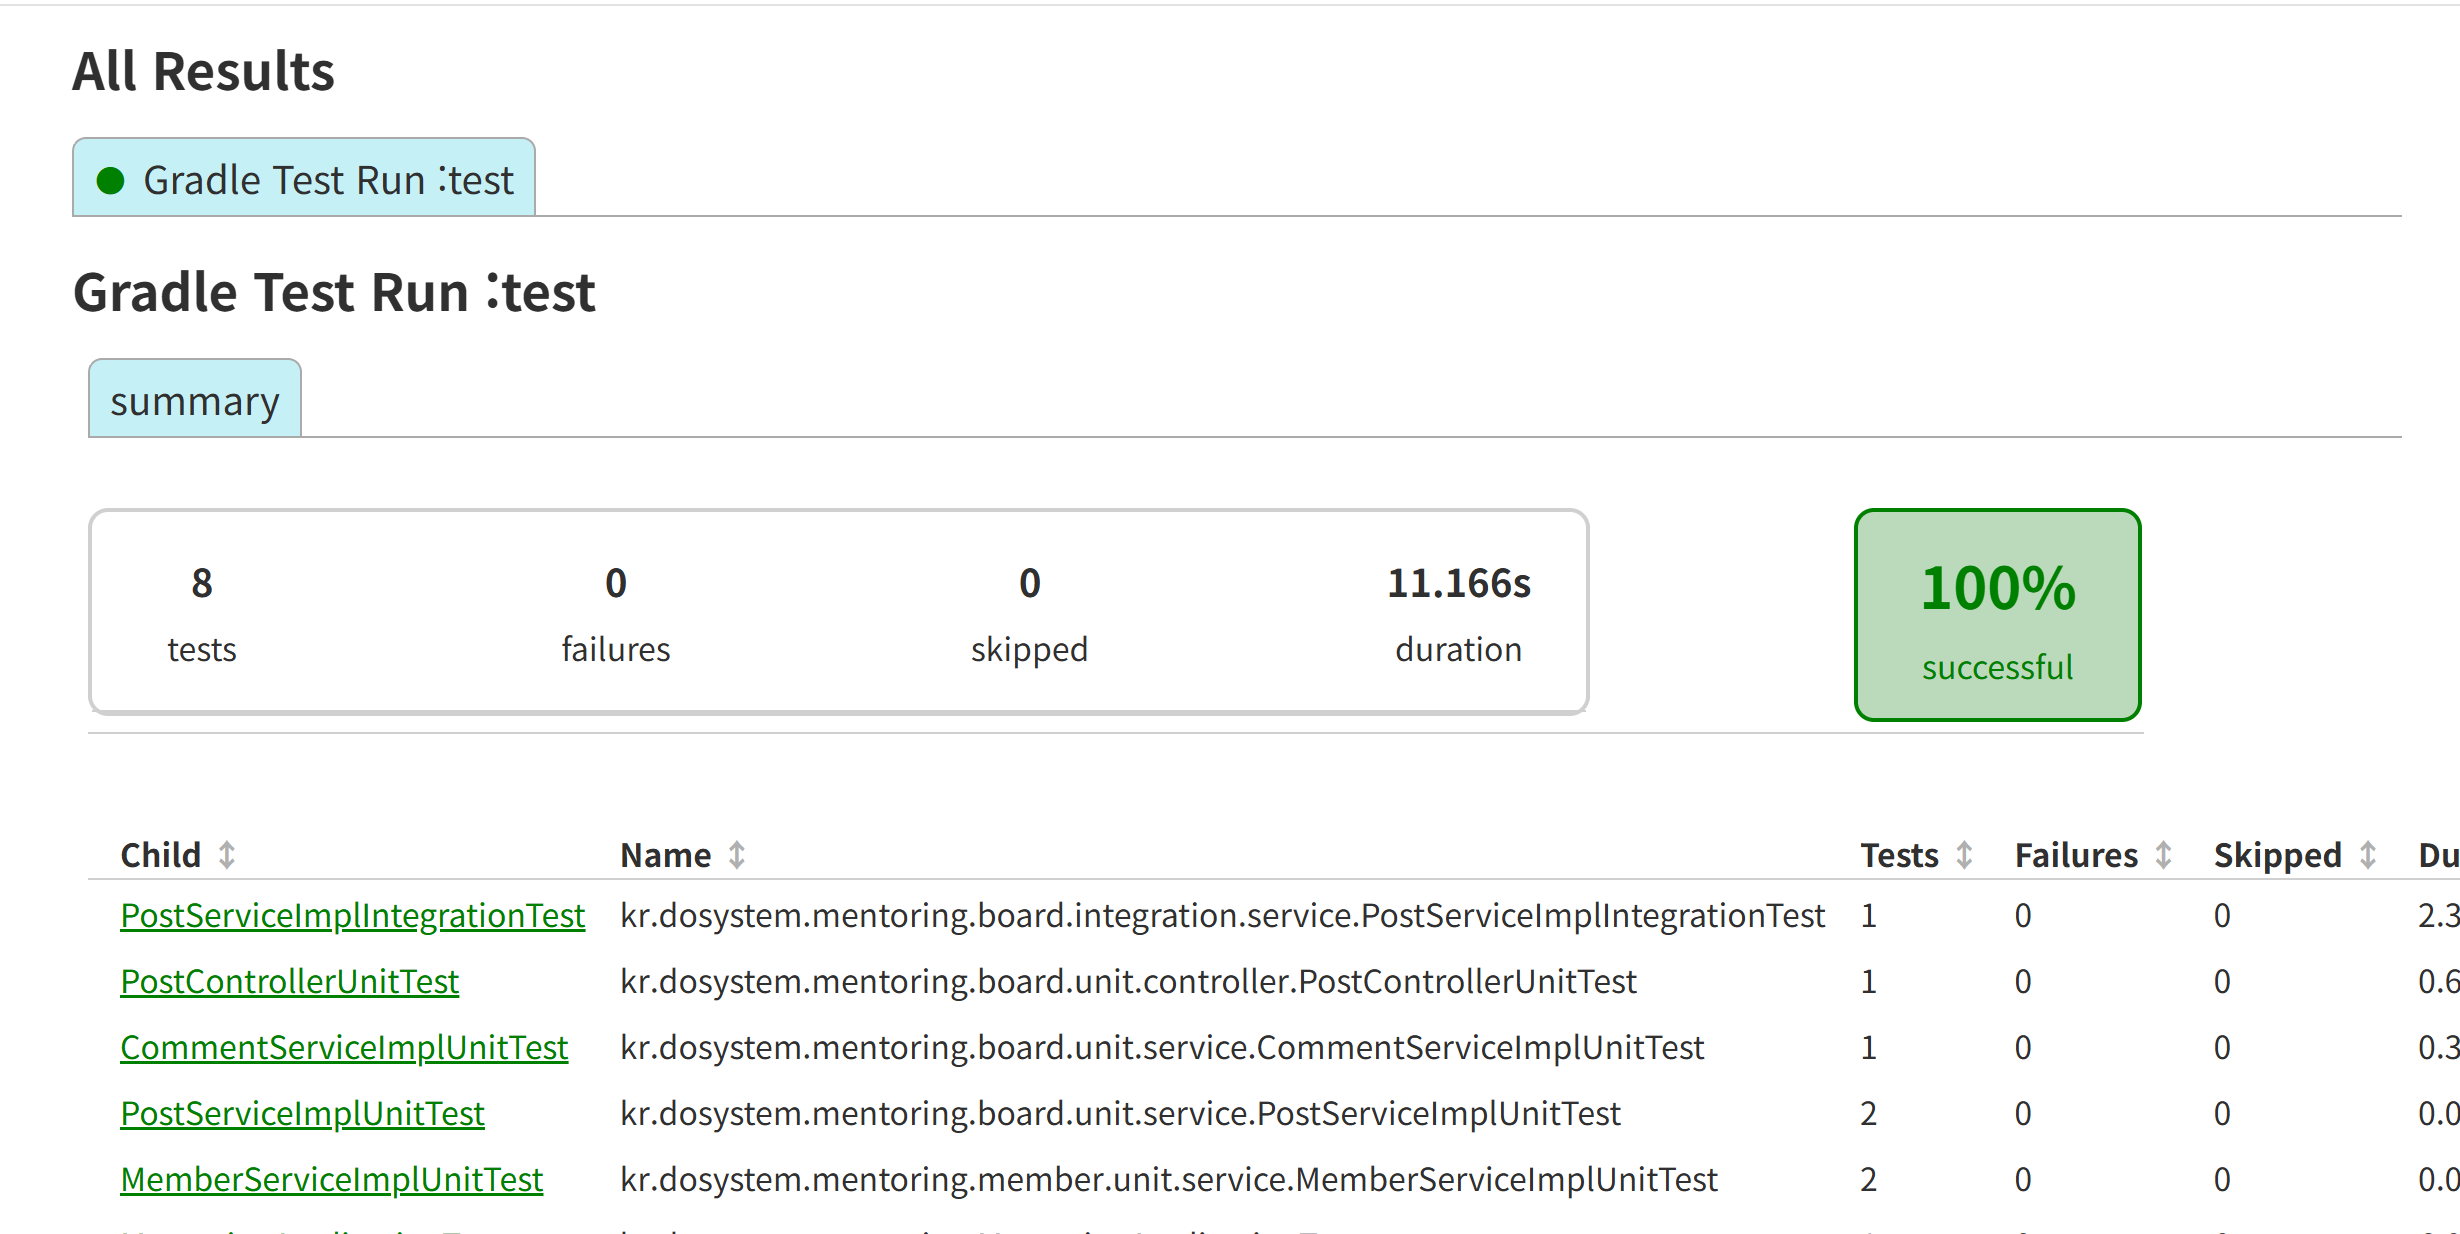 All Results
Gradle Test Run :test
Gradle Test Run :test
summary
8 0 0 11.166s
tests failures skipped duration
100%
successful
Child Name Tests Failures Skipped
PostServiceImplIntegrationTest kr.dosystem.mentoring.board.integration.service.PostServiceImplIntegrationTest 1 0 0
PostControllerUnitTest kr.dosystem.mentoring.board.unit.controller.PostControllerUnitTest 1 0 0
CommentServiceImplUnitTest kr.dosystem.mentoring.board.unit.service.CommentServiceImplUnitTest 1 0 0
PostServiceImplUnitTest kr.dosystem.mentoring.board.unit.service.PostServiceImplUnitTest 2 0 0
MemberServiceImplUnitTest kr.dosystem.mentoring.member.unit.service.MemberServiceImplUnitTest 2 0 0